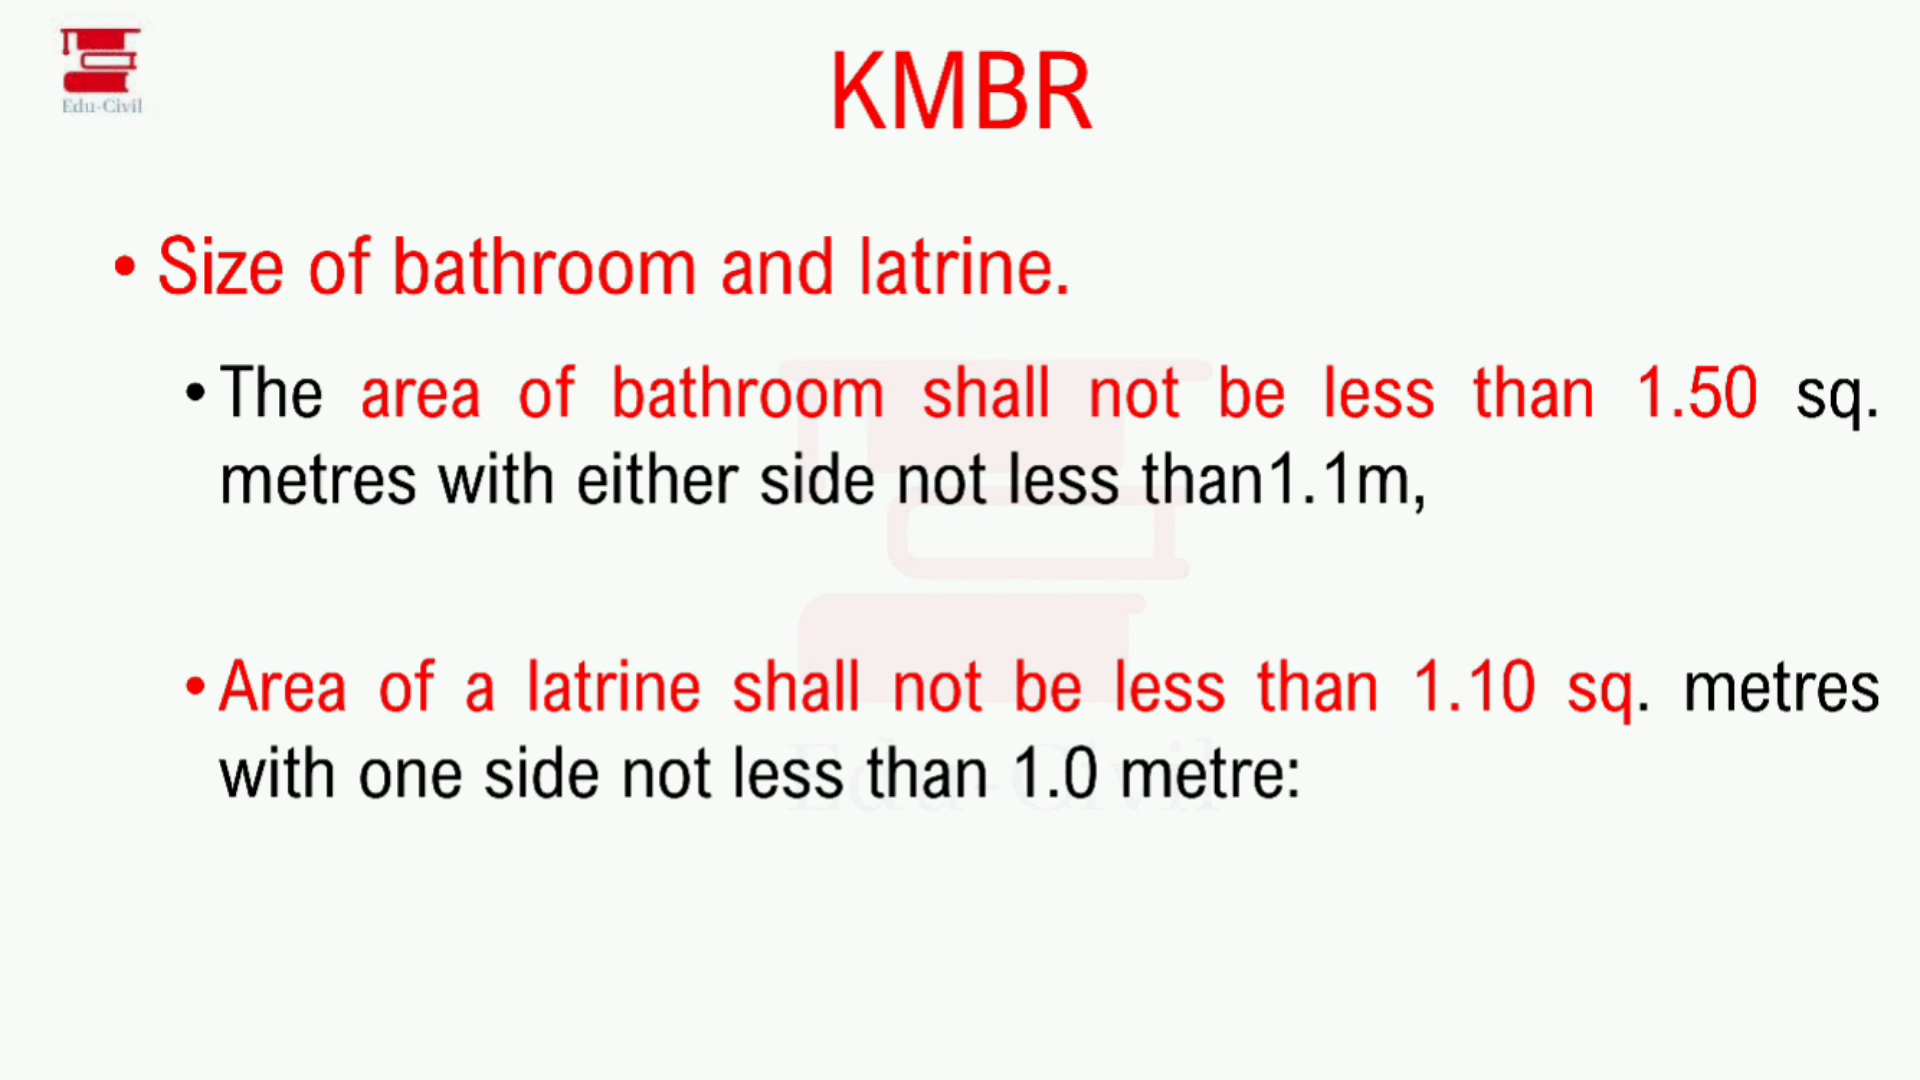 Edu-Civil
KMBR
• Size of bathroom and latrine.
• The area of bathroom shall not be less than 1.50 sq.
metres with either side not less than1.1m,
• Area of a latrine shall not be less than 1.10 sq. metres
with one side not less than 1.0 metre:
Edu-Civil